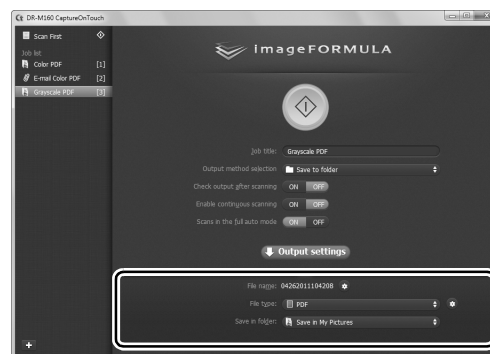 DR-M160 CaptureOnTouch
Scan First
Job list
Color PDF [1]
E-mail Color PDF [2]
Grayscale PDF [3]
imageFORMULA
Job title: Grayscale PDF
Output method selection Save to folder
Check output after scanning ON OFF
Enable continuous scanning ON OFF
Scans in the full auto mode ON OFF
Output settings
File name: 04262011104208
File type: PDF
Save in folder: Save in My Pictures